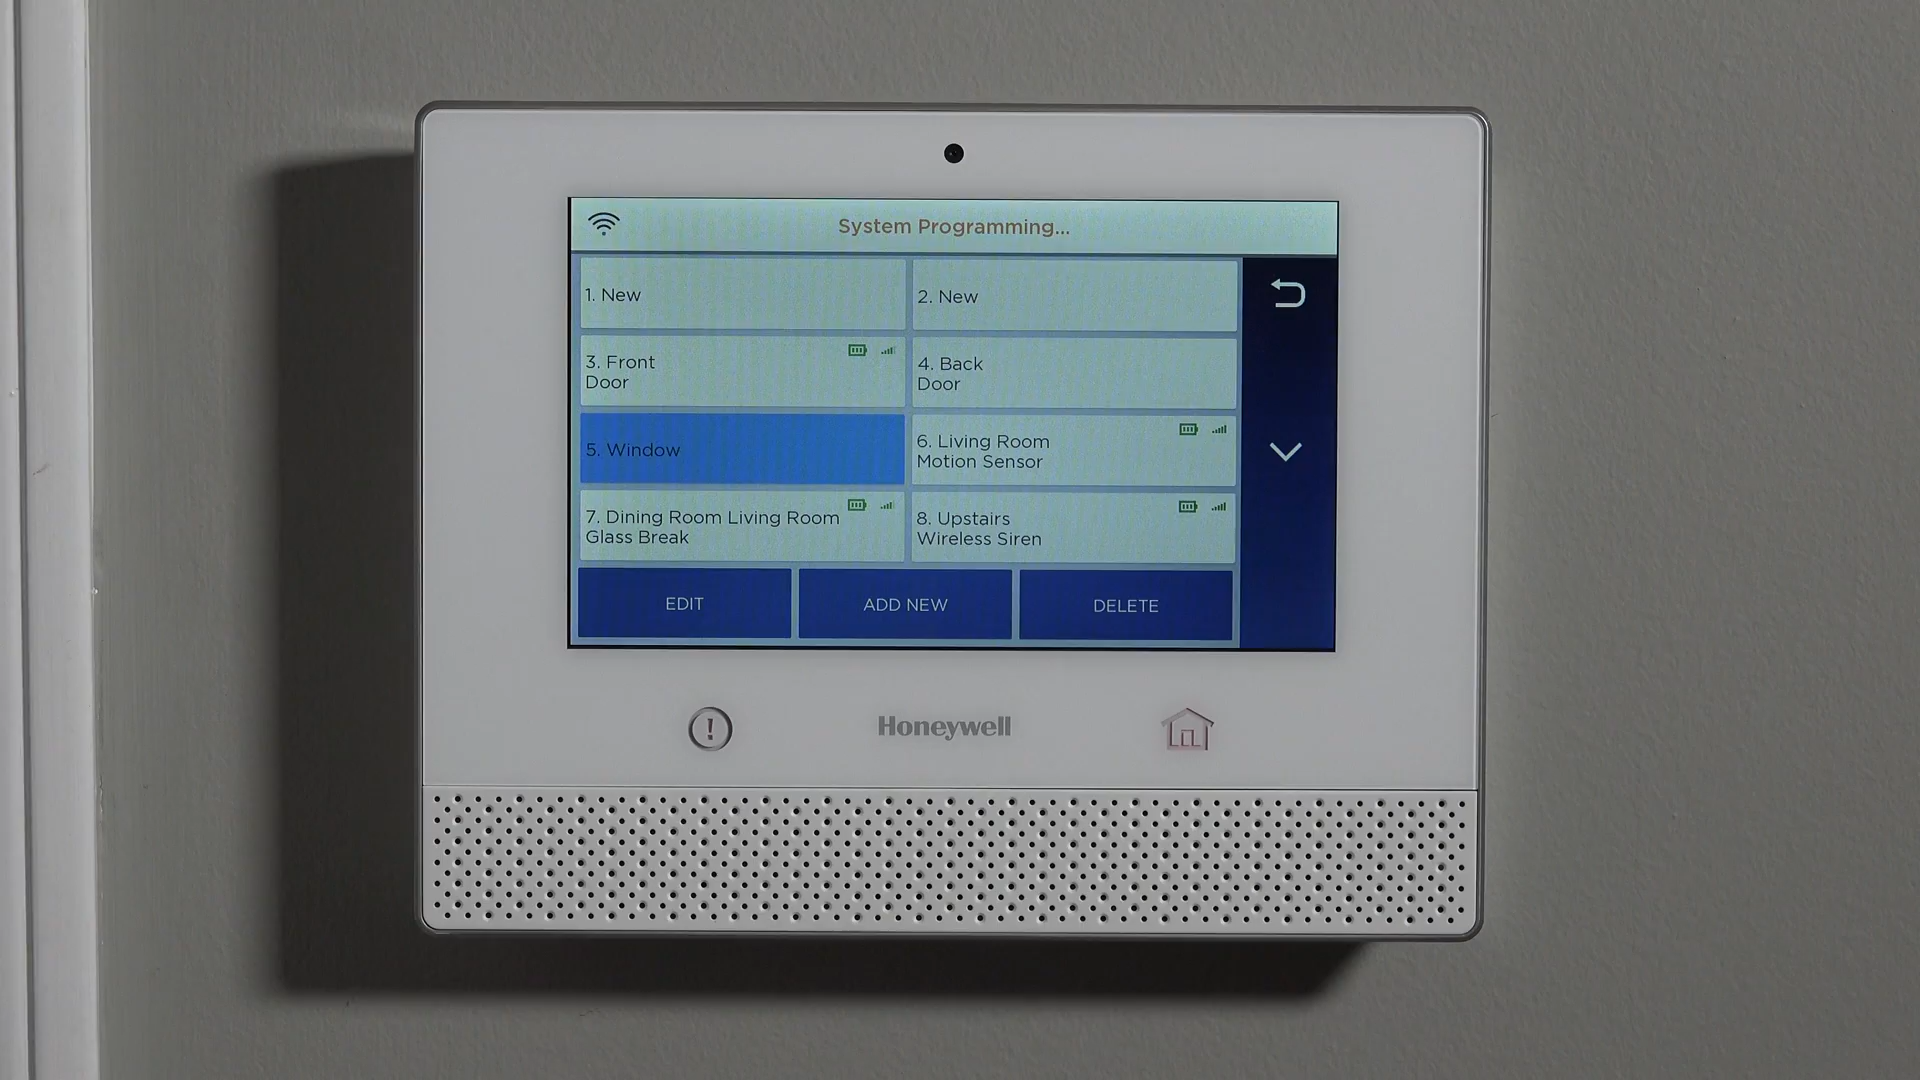 System Programming...
1. New
2. New
3. Front
Door
4. Back
Door
5. Window
6. Living Room
Motion Sensor
7. Dining Room Living Room
Glass Break
8. Upstairs
Wireless Siren
EDIT
ADD NEW
DELETE
Honeywell